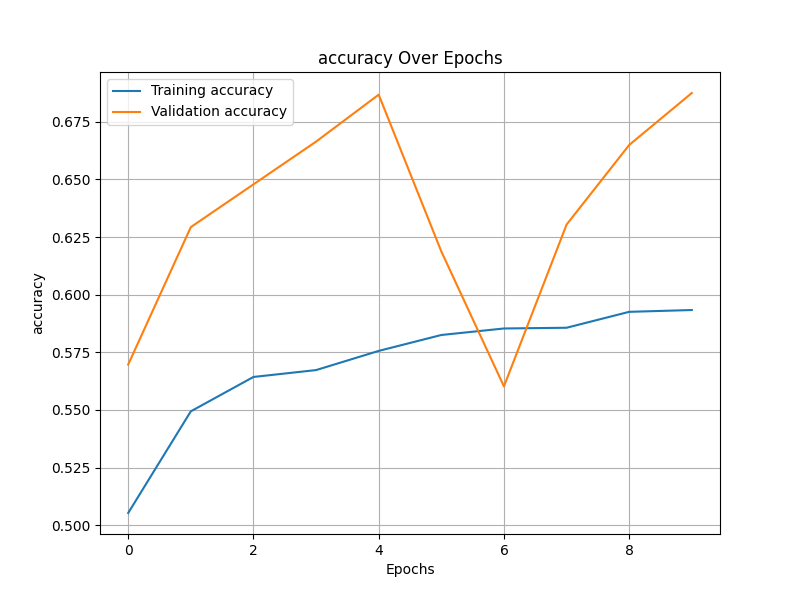 accuracy Over Epochs
Training accuracy
Validation accuracy
accuracy
0.675
0.650
0.625
0.600
0.575
0.550
0.525
0.500
0 2 4 6 8
Epochs